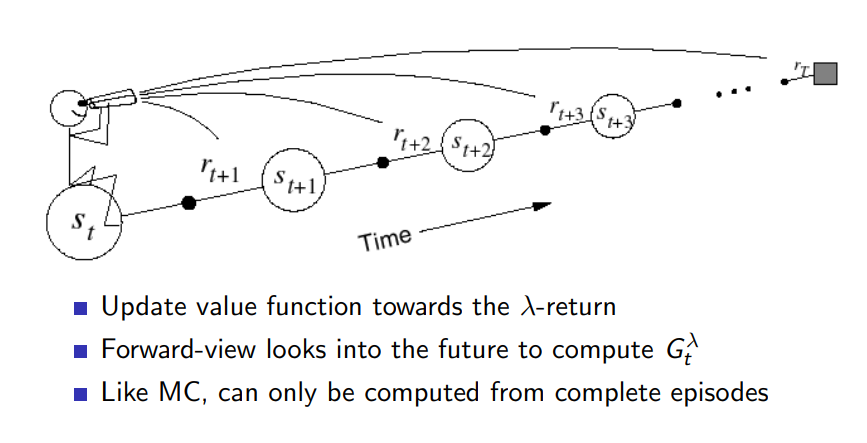 r_T
r_{t+3} s_{t+3}
r_{t+2} s_{t+2}
r_{t+1} s_{t+1}
s_t
Time
Update value function towards the λ-return
Forward-view looks into the future to compute G_t^λ
Like MC, can only be computed from complete episodes